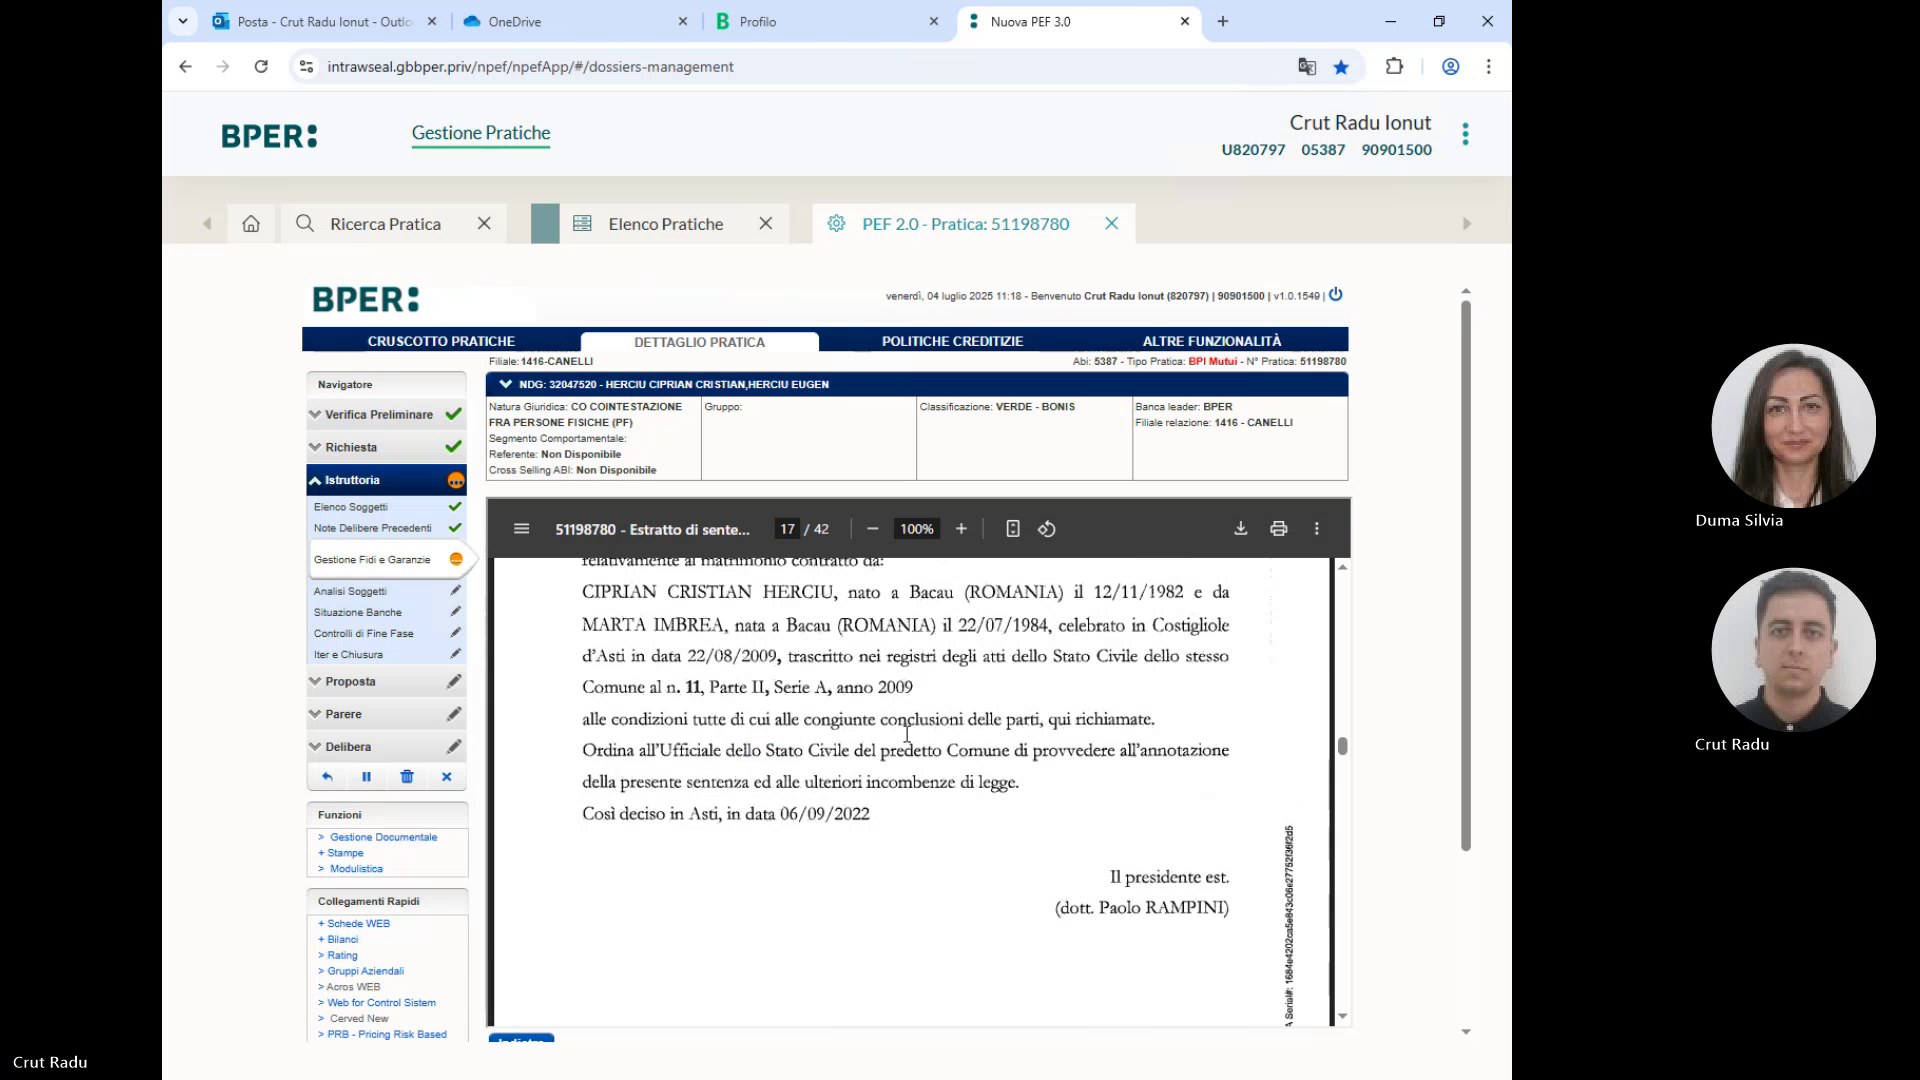 Posta - Crut Radu Ionut - Outlo
OneDrive
Profilo
Nuova PEF 3.0
intrawseal.gbbper.priv/npef/npefApp/#/dossiers-management
BPER:
Gestione Pratiche
Crut Radu Ionut
U820797 05387 90901500
Ricerca Pratica
Elenco Pratiche
PEF 2.0 - Pratica: 51198780
BPER:
venerdì, 04 luglio 2025 11:18 - Benvenuto Crut Radu Ionut (820797) | 90901500 | v1.0.1549 |
CRUSCOTTO PRATICHE
DETTAGLIO PRATICA
POLITICHE CREDITIZIE
ALTRE FUNZIONALITÀ
Filiale: 1416-CANELLI
Abi: 5387 - Tipo Pratica: BPI Mutui - N° Pratica: 51198780
Navigatore
Verifica Preliminare
Richiesta
Istruttoria
Elenco Soggetti
Note Delibere Precedenti
Gestione Fidi e Garanzie
Analisi Soggetti
Situazione Banche
Controlli di Fine Fase
Iter e Chiusura
Proposta
Parere
Delibera
Funzioni
> Gestione Documentale
+ Stampe
> Modulistica
Collegamenti Rapidi
+ Schede WEB
+ Bilanci
> Rating
> Gruppi Aziendali
> Acros WEB
> Web for Control Sistem
> Cerved New
> PRB - Pricing Risk Based
NDG: 32047520 - HERCIU CIPRIAN CRISTIAN,HERCIU EUGEN
Natura Giuridica: CO COINTESTAZIONE
FRA PERSONE FISICHE (PF)
Segmento Comportamentale:
Referente: Non Disponibile
Cross Selling ABI: Non Disponibile
Gruppo:
Classificazione: VERDE - BONIS
Banca leader: BPER
Filiale relazione: 1416 - CANELLI
51198780 - Estratto di sente...
17 / 42
100%
relativamente al matrimonio contratto da:
CIPRIAN CRISTIAN HERCIU, nato a Bacau (ROMANIA) il 12/11/1982 e da
MARTA IMBREA, nata a Bacau (ROMANIA) il 22/07/1984, celebrato in Costigliole
d'Asti in data 22/08/2009, trascritto nei registri degli atti dello Stato Civile dello stesso
Comune al n. 11, Parte II, Serie A, anno 2009
alle condizioni tutte di cui alle congiunte conclusioni delle parti, qui richiamate.
Ordina all'Ufficiale dello Stato Civile del predetto Comune di provvedere all'annotazione
della presente sentenza ed alle ulteriori incombenze di legge.
Così deciso in Asti, in data 06/09/2022
Il presidente est.
(dott. Paolo RAMPINI)
Indietro
Duma Silvia
Crut Radu
Crut Radu